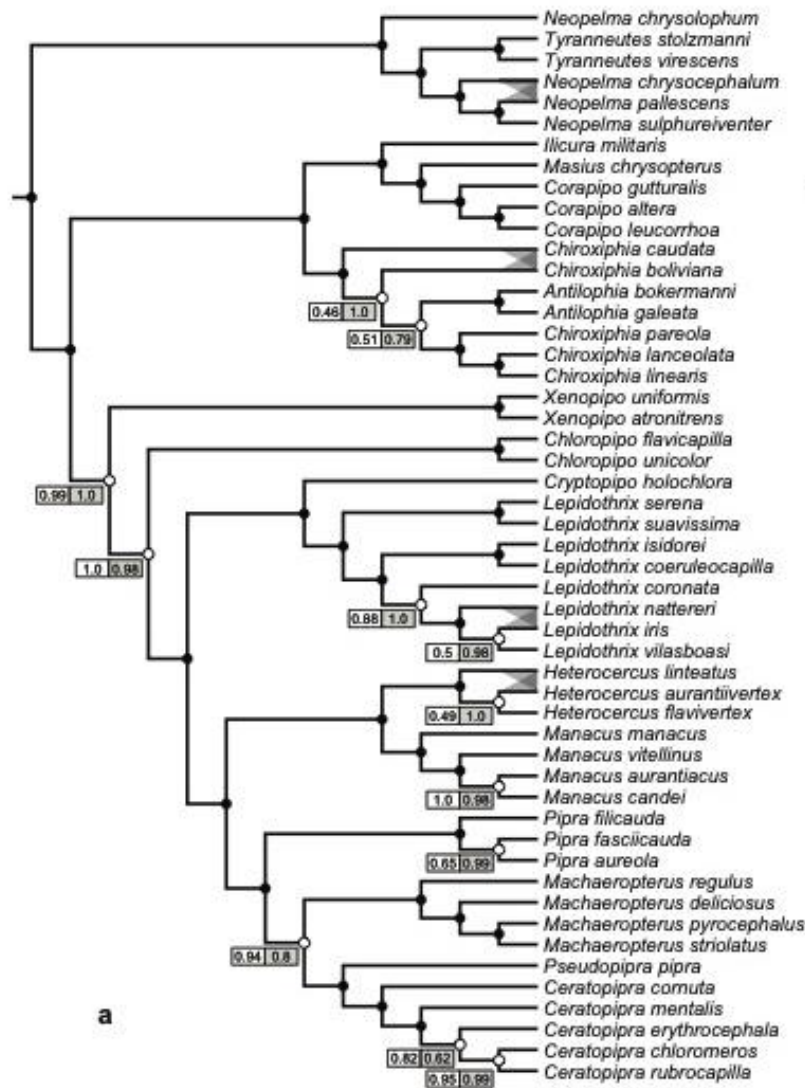 Neopelma chrysolophum
Tyranneutes stolzmanni
Tyranneutes virescens
Neopelma chrysocephalum
Neopelma pallescens
Neopelma sulphureiventer
Ilicura militaris
Masius chrysopterus
Corapipo gutturalis
Corapipo altera
Corapipo leucorrhoa
Chiroxiphia caudata
Chiroxiphia boliviana
Antilophia bokermanni
0.46 1.0
Antilophia galeata
0.51 0.79
Chiroxiphia pareola
Chiroxiphia lanceolata
Chiroxiphia linearis
Xenopipo uniformis
Xenopipo atronitrens
Chloropipo flavicapilla
Chloropipo unicolor
Cryptopipo holochlora
0.99 1.0
Lepidothrix serena
Lepidothrix suavissima
Lepidothrix isidorei
Lepidothrix coeruleocapilla
1.0 0.98
Lepidothrix coronata
Lepidothrix nattereri
0.88 1.0
Lepidothrix iris
Lepidothrix vilasboasi
0.5 0.98
Heterocercus linteatus
Heterocercus aurantiivertex
Heterocercus flavivertex
0.49 1.0
Manacus manacus
Manacus vitellinus
Manacus aurantiacus
Manacus candei
1.0 0.98
Pipra filicauda
Pipra fasciicauda
Pipra aureola
0.65 0.99
Machaeropterus regulus
Machaeropterus deliciosus
Machaeropterus pyrocephalus
Machaeropterus striolatus
0.94 0.8
Pseudopipra pipra
Ceratopipra cornuta
Ceratopipra mentalis
a
Ceratopipra erythrocephala
Ceratopipra chloromeros
0.82 0.62
Ceratopipra rubrocapilla
0.95 0.99